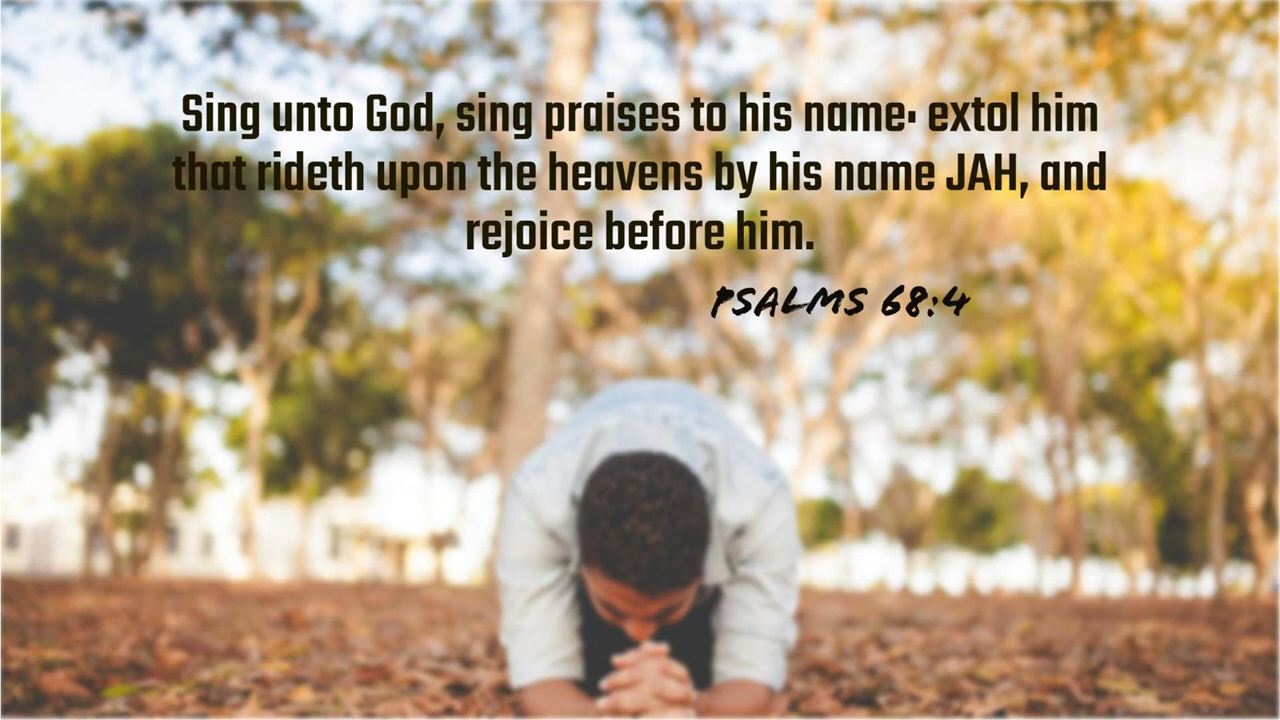 Sing unto God, sing praises to his name· extol him
that rideth upon the heavens by his name JAH, and
rejoice before him.
PSALMS 68:4